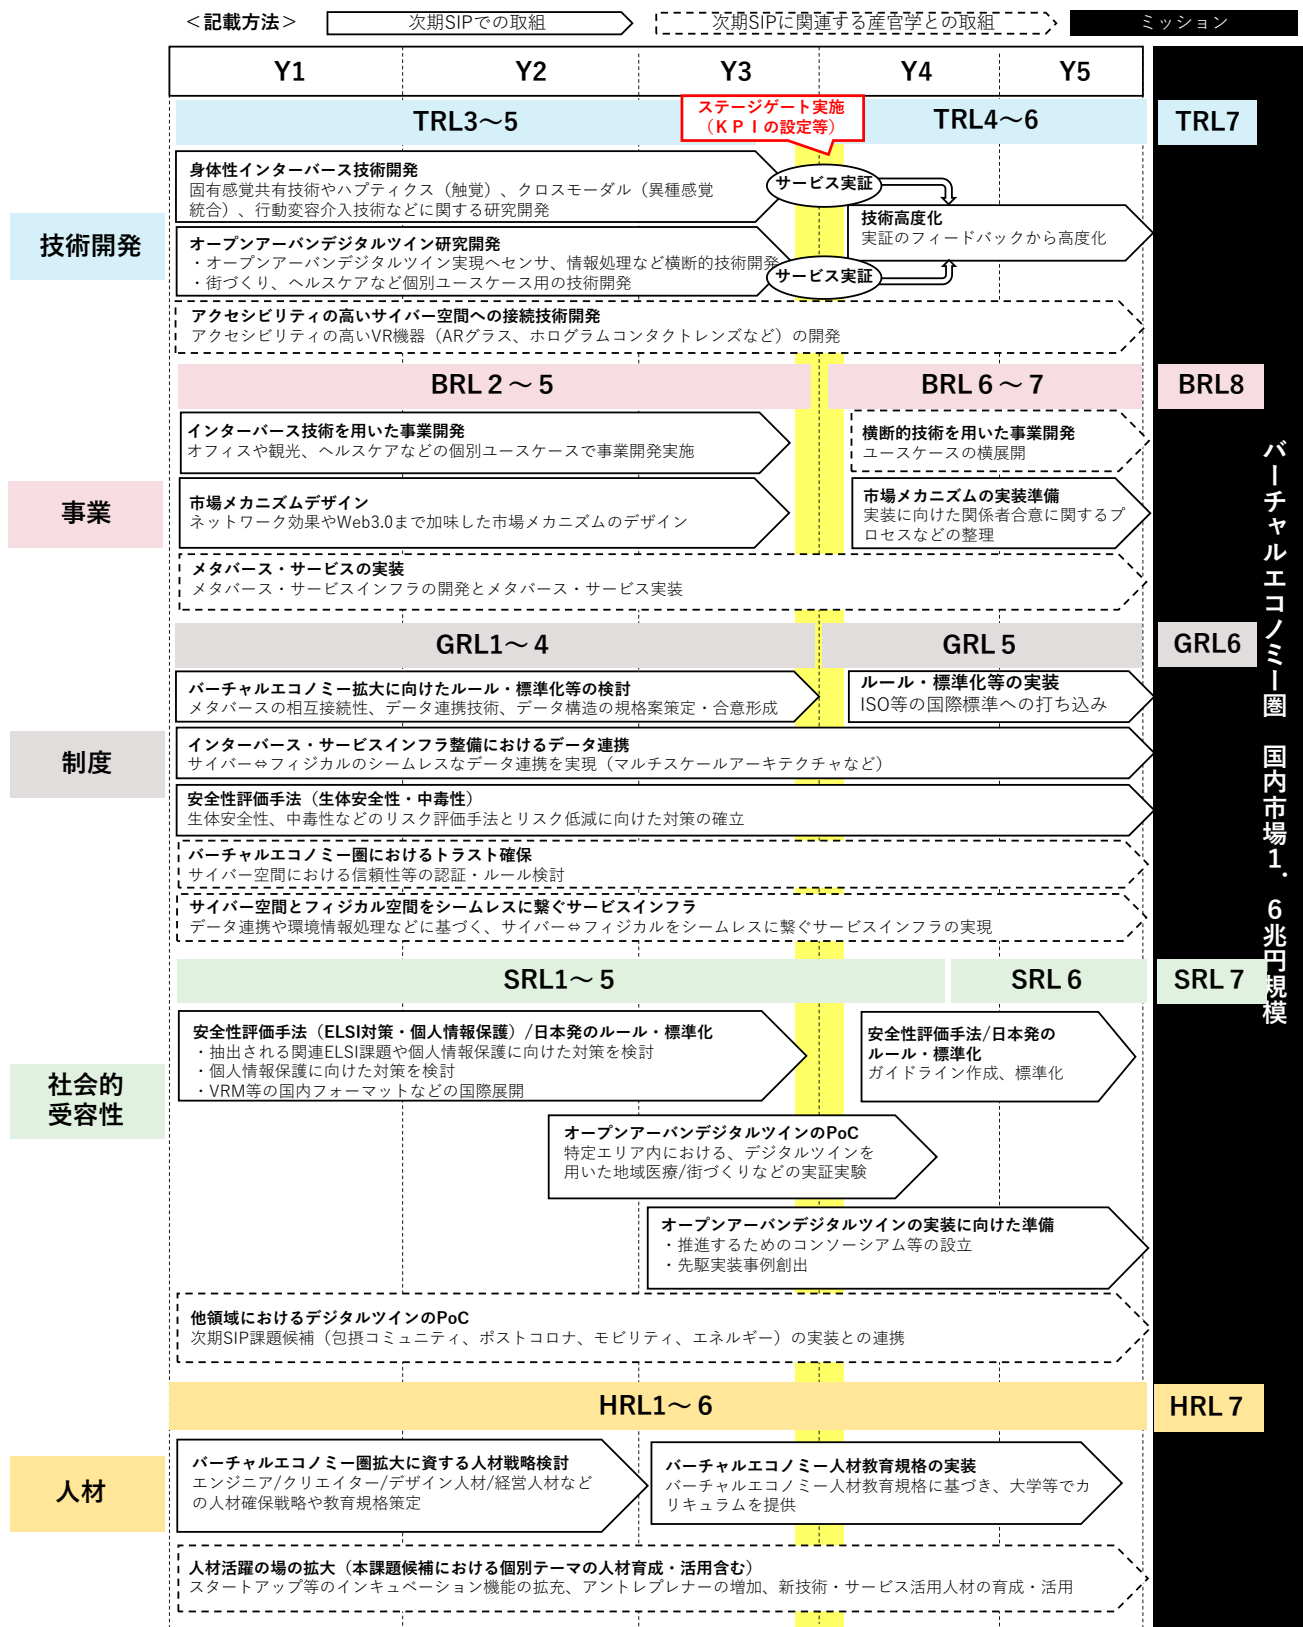 ＜記載方法＞
次期SIPでの取組
次期SIPに関連する産官学との取組
ミッション
Y1
Y2
Y3
Y4
Y5
TRL3～5
ステージゲート実施
（ＫＰＩの設定等）
TRL4～6
TRL7
技術開発
身体性インターバース技術開発
固有感覚共有技術やハプティクス（触覚）、クロスモーダル（異種感覚
統合）、行動変容介入技術などに関する研究開発
サービス実証
技術高度化
実証のフィードバックから高度化
オープンアーバンデジタルツイン研究開発
・オープンアーバンデジタルツイン実現へセンサ、情報処理など横断的技術開発
・街づくり、ヘルスケアなど個別ユースケース用の技術開発
サービス実証
アクセシビリティの高いサイバー空間への接続技術開発
アクセシビリティの高いVR機器（ARグラス、ホログラムコンタクトレンズなど）の開発
BRL２～５
BRL６～７
BRL8
事業
インターバース技術を用いた事業開発
オフィスや観光、ヘルスケアなどの個別ユースケースで事業開発実施
横断的技術を用いた事業開発
ユースケースの横展開
市場メカニズムデザイン
ネットワーク効果やWeb3.0まで加味した市場メカニズムのデザイン
市場メカニズムの実装準備
実装に向けた関係者合意に関するプ
ロセスなどの整理
メタバース・サービスの実装
メタバース・サービスインフラの開発とメタバース・サービス実装
GRL1～４
GRL５
GRL6
制度
バーチャルエコノミー拡大に向けたルール・標準化等の検討
メタバースの相互接続性、データ連携技術、データ構造の規格案策定・合意形成
ルール・標準化等の実装
ISO等の国際標準への打ち込み
インターバース・サービスインフラ整備におけるデータ連携
サイバー⇔フィジカルのシームレスなデータ連携を実現（マルチスケールアーキテクチャなど）
安全性評価手法（生体安全性・中毒性）
生体安全性、中毒性などのリスク評価手法とリスク低減に向けた対策の確立
バーチャルエコノミー圏におけるトラスト確保
サイバー空間における信頼性等の認証・ルール検討
サイバー空間とフィジカル空間をシームレスに繋ぐサービスインフラ
データ連携や環境情報処理などに基づく、サイバー⇔フィジカルをシームレスに繋ぐサービスインフラの実現
バーチャルエコノミー圏　国内市場１．６兆円規模
SRL1～５
SRL６
SRL７
社会的
受容性
安全性評価手法（ELSI対策・個人情報保護）/日本発のルール・標準化
・抽出される関連ELSI課題や個人情報保護に向けた対策を検討
・個人情報保護に向けた対策を検討
・VRM等の国内フォーマットなどの国際展開
安全性評価手法/日本発の
ルール・標準化
ガイドライン作成、標準化
オープンアーバンデジタルツインのPoC
特定エリア内における、デジタルツインを
用いた地域医療/街づくりなどの実証実験
オープンアーバンデジタルツインの実装に向けた準備
・推進するためのコンソーシアム等の設立
・先駆実装事例創出
他領域におけるデジタルツインのPoC
次期SIP課題候補（包摂コミュニティ、ポストコロナ、モビリティ、エネルギー）の実装との連携
HRL1～６
HRL７
人材
バーチャルエコノミー圏拡大に資する人材戦略検討
エンジニア/クリエイター/デザイン人材/経営人材など
の人材確保戦略や教育規格策定
バーチャルエコノミー人材教育規格の実装
バーチャルエコノミー人材教育規格に基づき、大学等でカ
リキュラムを提供
人材活躍の場の拡大（本課題候補における個別テーマの人材育成・活用含む）
スタートアップ等のインキュベーション機能の拡充、アントレプレナーの増加、新技術・サービス活用人材の育成・活用